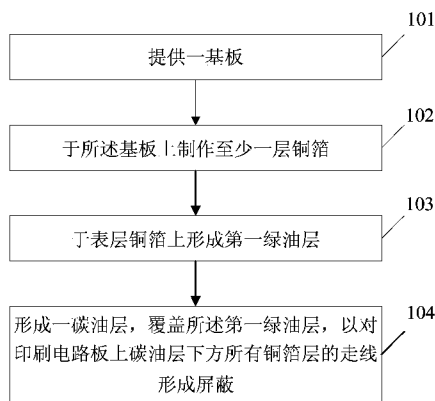 101
提供一基板
102
于所述基板上制作至少一层铜箔
103
于表层铜箔上形成第一绿油层
104
形成一碳油层，覆盖所述第一绿油层，以对
印刷电路板上碳油层下方所有铜箔层的走线
形成屏蔽